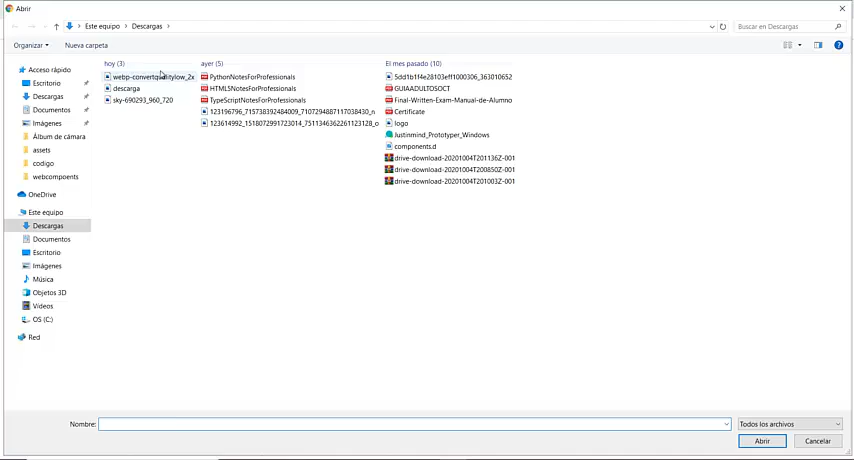 Abrir
Este equipo > Descargas >
Buscar en Descargas
Organizar
Nueva carpeta
Acceso rápido
Escritorio
Descargas
Documentos
Imágenes
Álbum de cámara
assets
codigo
webcompoents
OneDrive
Este equipo
Descargas
Documentos
Escritorio
Imágenes
Música
Objetos 3D
Vídeos
OS (C:)
Red
hoy (3)
descarga
sky-690293_960_720
ayer (5)
PythonNotesForProfessionals
HTML5NotesForProfessionals
TypeScriptNotesForProfessionals
123196796_715738392484009_7107294887117038430_n
123614992_1518072991723014_7511346362261123128_o
El mes pasado (10)
5dd1b1f4e28103eff1000306_363010652
GUIAADULTOSOCT
Final-Written-Exam-Manual-de-Alumno
Certificate
logo
Justinmind_Prototyper_Windows
components.d
drive-download-20201004T201136Z-001
drive-download-20201004T200850Z-001
drive-download-20201004T201003Z-001
Nombre:
Todos los archivos
Abrir
Cancelar